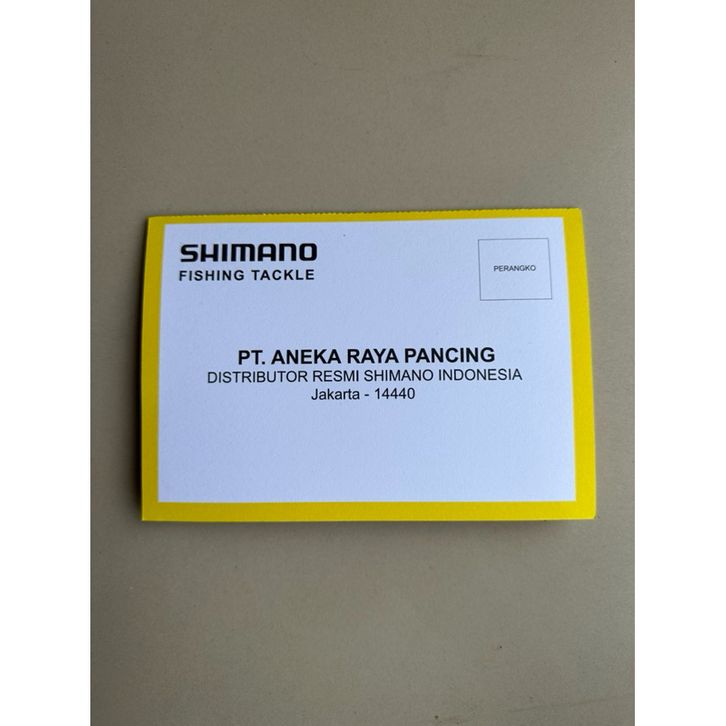 SHIMANO
FISHING TACKLE
PERANGKO
PT. ANEKA RAYA PANCING
DISTRIBUTOR RESMI SHIMANO INDONESIA
Jakarta - 14440